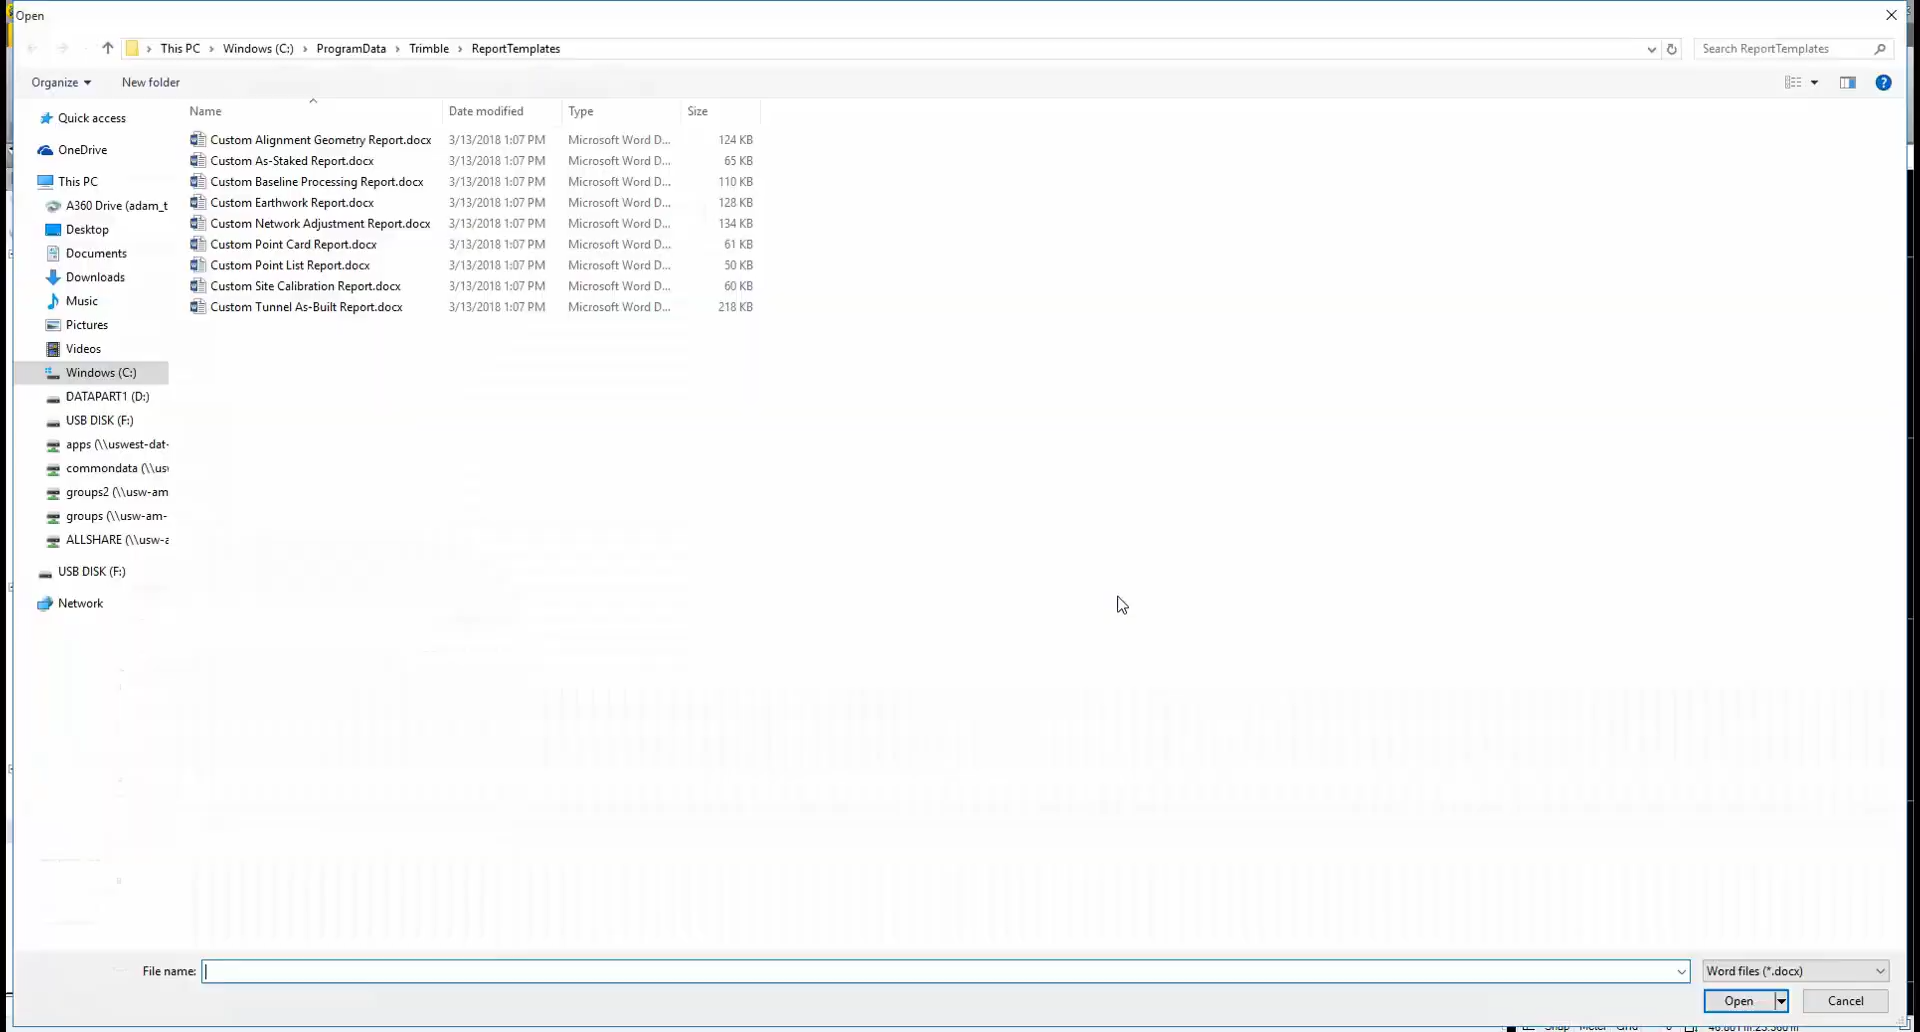 Open
This PC > Windows (C:) > ProgramData > Trimble > ReportTemplates
Search ReportTemplates
Organize
New folder
Name Date modified Type Size
Quick access
OneDrive
This PC
A360 Drive (adam_t
Desktop
Documents
Downloads
Music
Pictures
Videos
Windows (C:)
DATAPART1 (D:)
USB DISK (F:)
apps (\\uswest-dat-
commondata (\\us
groups2 (\\usw-am
groups (\\usw-am-
ALLSHARE (\\usw-a
USB DISK (F:)
Network
Custom Alignment Geometry Report.docx 3/13/2018 1:07 PM Microsoft Word D... 124 KB
Custom As-Staked Report.docx 3/13/2018 1:07 PM Microsoft Word D... 65 KB
Custom Baseline Processing Report.docx 3/13/2018 1:07 PM Microsoft Word D... 110 KB
Custom Earthwork Report.docx 3/13/2018 1:07 PM Microsoft Word D... 128 KB
Custom Network Adjustment Report.docx 3/13/2018 1:07 PM Microsoft Word D... 134 KB
Custom Point Card Report.docx 3/13/2018 1:07 PM Microsoft Word D... 61 KB
Custom Point List Report.docx 3/13/2018 1:07 PM Microsoft Word D... 50 KB
Custom Site Calibration Report.docx 3/13/2018 1:07 PM Microsoft Word D... 60 KB
Custom Tunnel As-Built Report.docx 3/13/2018 1:07 PM Microsoft Word D... 218 KB
File name:
Word files (*.docx)
Open
Cancel